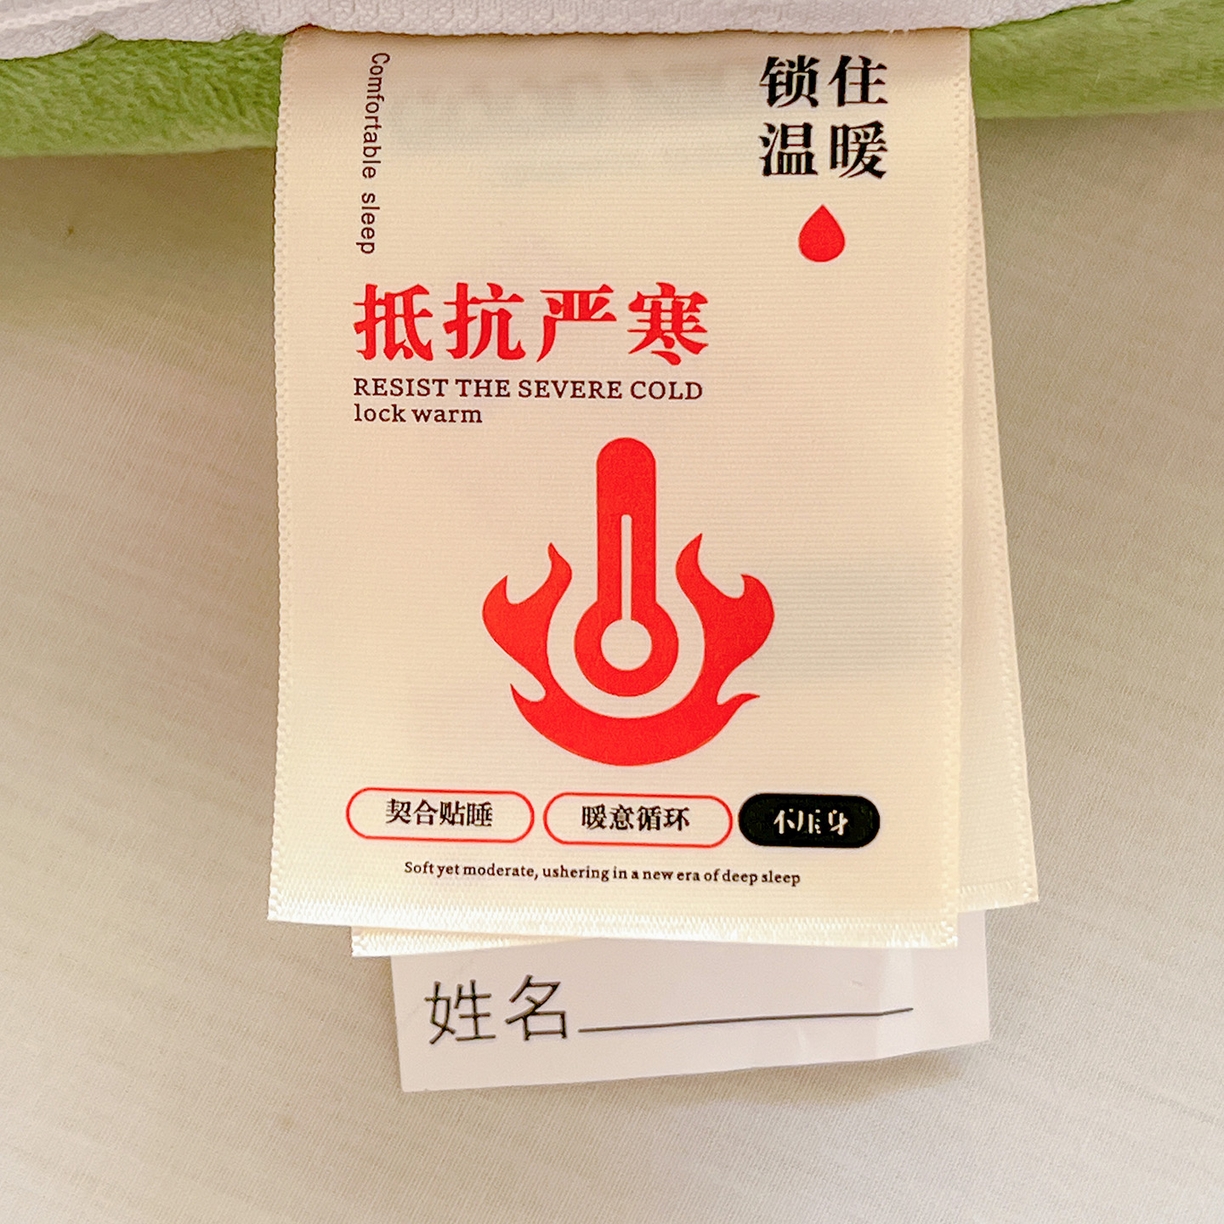 Comfortable sleep
锁住
温暖
抵抗严寒
RESIST THE SEVERE COLD
lock warm
契合贴睡
暖意循环
不压身
Soft yet moderate, ushering in a new era of deep sleep
姓名